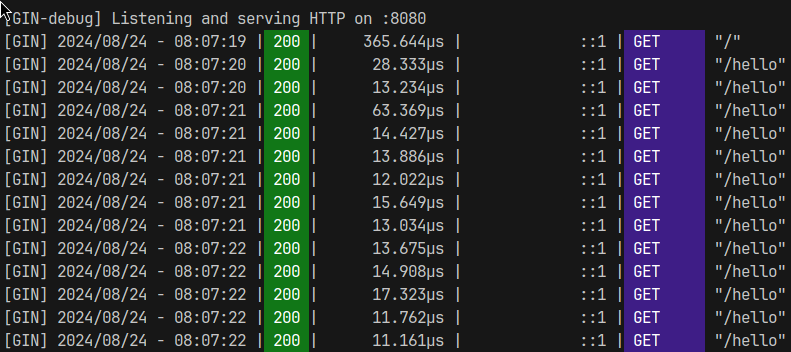 [GIN-debug] Listening and serving HTTP on :8080
[GIN] 2024/08/24 - 08:07:19 | 200 |     365.644µs |             ::1 | GET      "/"
[GIN] 2024/08/24 - 08:07:20 | 200 |      28.333µs |             ::1 | GET      "/hello"
[GIN] 2024/08/24 - 08:07:20 | 200 |      13.234µs |             ::1 | GET      "/hello"
[GIN] 2024/08/24 - 08:07:21 | 200 |      63.369µs |             ::1 | GET      "/hello"
[GIN] 2024/08/24 - 08:07:21 | 200 |      14.427µs |             ::1 | GET      "/hello"
[GIN] 2024/08/24 - 08:07:21 | 200 |      13.886µs |             ::1 | GET      "/hello"
[GIN] 2024/08/24 - 08:07:21 | 200 |      12.022µs |             ::1 | GET      "/hello"
[GIN] 2024/08/24 - 08:07:21 | 200 |      15.649µs |             ::1 | GET      "/hello"
[GIN] 2024/08/24 - 08:07:21 | 200 |      13.034µs |             ::1 | GET      "/hello"
[GIN] 2024/08/24 - 08:07:22 | 200 |      13.675µs |             ::1 | GET      "/hello"
[GIN] 2024/08/24 - 08:07:22 | 200 |      14.908µs |             ::1 | GET      "/hello"
[GIN] 2024/08/24 - 08:07:22 | 200 |      17.323µs |             ::1 | GET      "/hello"
[GIN] 2024/08/24 - 08:07:22 | 200 |      11.762µs |             ::1 | GET      "/hello"
[GIN] 2024/08/24 - 08:07:22 | 200 |      11.161µs |             ::1 | GET      "/hello"